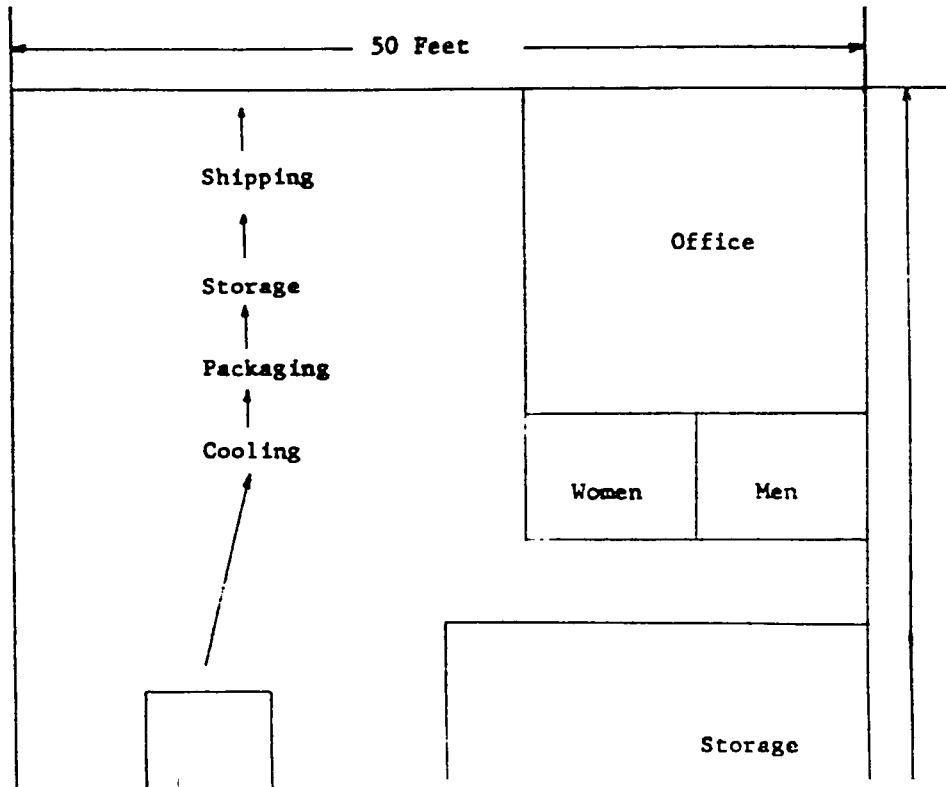 50 Feet
Shipping
Office
Storage
Packaging
Cooling
Women
Men
Storage